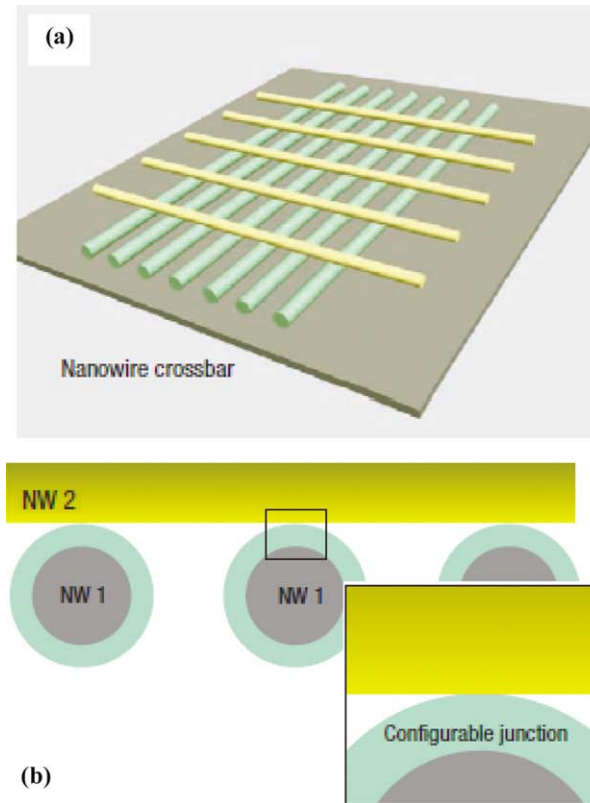 (a)
Nanowire crossbar
NW 2
NW 1
NW 1
Configurable junction
(b)